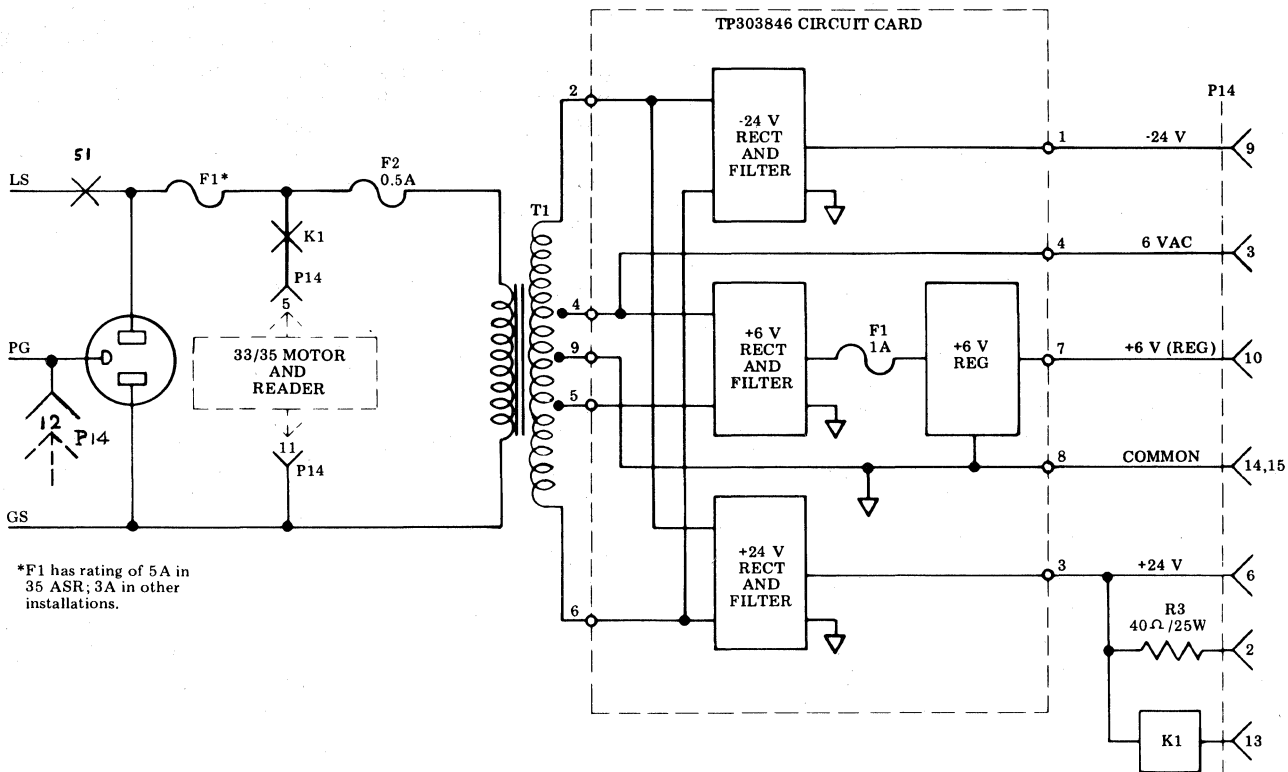 TP303846 CIRCUIT CARD
P14
2
-24 V
RECT
AND
FILTER
1
-24 V
9
S1
LS
F1*
F2
0.5A
T1
K1
4
6 VAC
3
P14
5
4
+6 V
RECT
AND
FILTER
F1
1A
+6 V
REG
7
+6 V (REG)
10
PG
33/35 MOTOR
AND
READER
9
5
12
P14
11
P14
8
COMMON
14,15
GS
+24 V
RECT
AND
FILTER
3
+24 V
6
*F1 has rating of 5A in
35 ASR; 3A in other
installations.
6
R3
40Ω/25W
2
K1
13